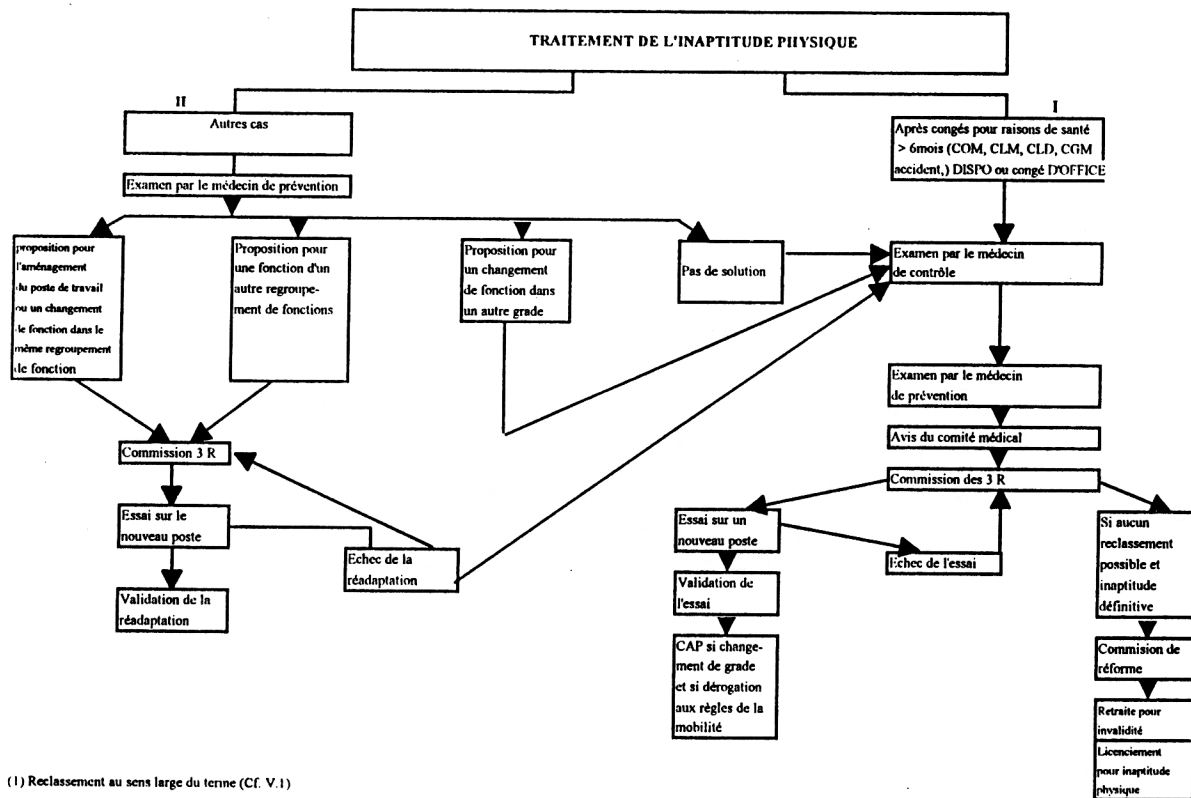 TRAITEMENT DE L'INAPTITUDE PHYSIQUE
II
Autres cas
Examen par le médecin de prévention
proposition pour
l'aménagement
du poste de travail
ou un changement
de fonction dans le
même regroupement
de fonction
Proposition pour
une fonction d'un
autre regroupe-
ment de fonctions
Proposition pour
un changement
de fonction dans
un autre grade
Pas de solution
Commission 3 R
Essai sur le
nouveau poste
Echec de la
réadaptation
Validation de la
réadaptation
I
Après congés pour raisons de santé
> 6mois (COM, CLM, CLD, CGM
accident,) DISPO ou congé D'OFFICE
Examen par le médecin
de contrôle
Examen par le médecin
de prévention
Avis du comité médical
Commission des 3 R
Essai sur un
nouveau poste
Echec de l'essai
Validation de
l'essai
CAP si change-
ment de grade
et si dérogation
aux règles de la
mobilité
Si aucun
reclassement
possible et
inaptitude
définitive
Commision de
réforme
Retraite pour
invalidité
Licenciement
pour inaptitude
physique
(1) Reclassement au sens large du terme (Cf. V.1)